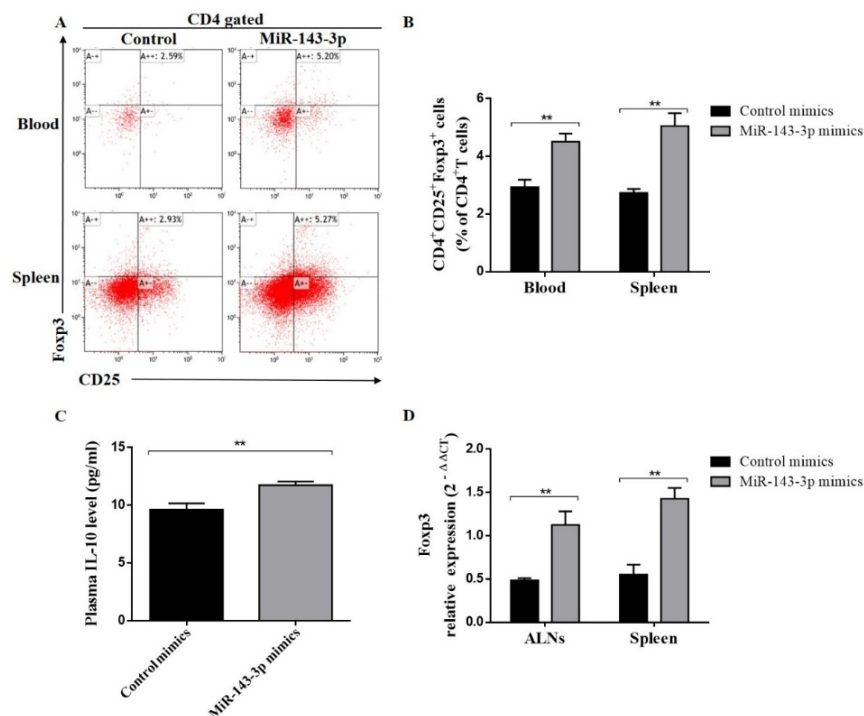 A
CD4 gated
Control
MiR-143-3p
Blood
A-+
A++: 2.59%
A--
A+-
A-+
A++: 5.20%
A--
A+-
Spleen
A-+
A++: 2.93%
A--
A+-
A-+
A++: 5.27%
A--
A+-
Foxp3
CD25
B
CD4+CD25+Foxp3+ cells
(% of CD4+T cells)
6
4
2
0
**
**
Blood
Spleen
Control mimics
MiR-143-3p mimics
C
Plasma IL-10 level (pg/ml)
15
10
5
0
**
Control mimics
MiR-143-3p mimics
D
Foxp3
relative expression (2 - ΔΔCT)
2.0
1.5
1.0
0.5
0.0
**
**
ALNs
Spleen
Control mimics
MiR-143-3p mimics